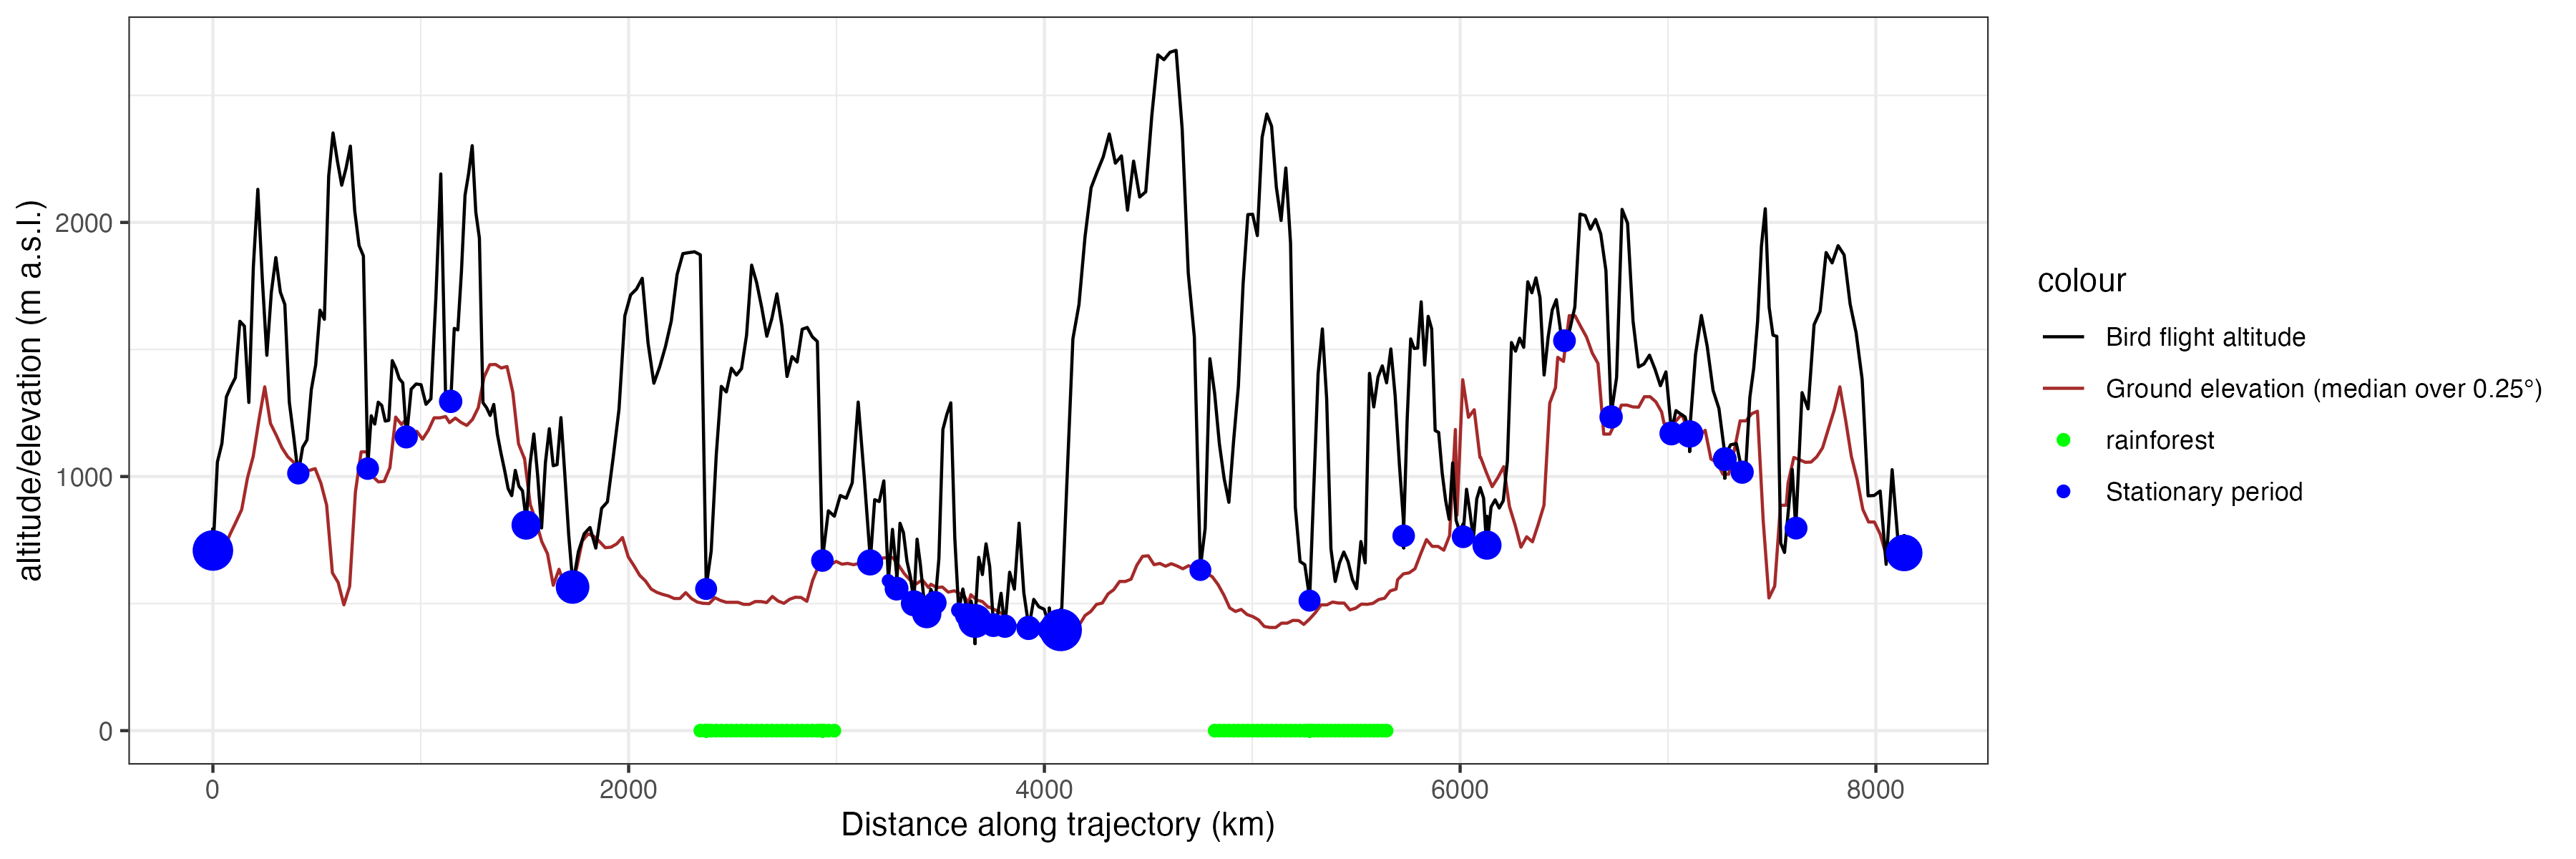 altitude/elevation (m a.s.l.)
2000
1000
0
0
2000
4000
6000
8000
Distance along trajectory (km)
colour
Bird flight altitude
Ground elevation (median over 0.25°)
rainforest
Stationary period